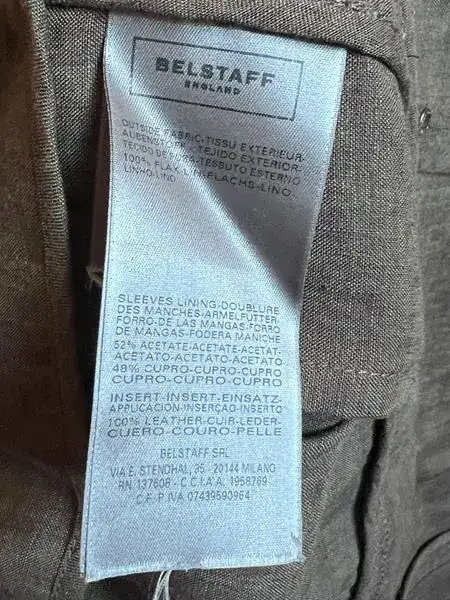 BELSTAFF
ENGLAND
OUTSIDE FABRIC-TISSU EXTÉRIEUR-
AUBENSTOFF-TEJIDO EXTERIOR-
TECIDO DE FORA-TESSUTO ESTERNO
100% FLAX-LIN-FLACHS-LINO-
LINHO-LINO
SLEEVES LINING-DOUBLURE
DES MANCHES-ARMELFUTTER-
FORRO-DE LAS MANGAS-FORRO
DE MANGAS-FODERA MANICHE
52% ACETATE-ACETATE-ACETAT-
ACETATO-ACETATO-ACETATO
48% CUPRO-CUPRO-CUPRO
CUPRO-CUPRO-CUPRO
INSERT-INSERT-EINSATZ-
APPLICACION-INSERÇAO-INSERTO
100% LEATHER-CUIR-LEDER-
CUERO-COURO-PELLE
BELSTAFF SRL
VIA E. STENDHAL, 35 - 20144 MILANO
RN 137608 - C.C.I.A.A. 1958769
C.F. P.IVA 07439590964